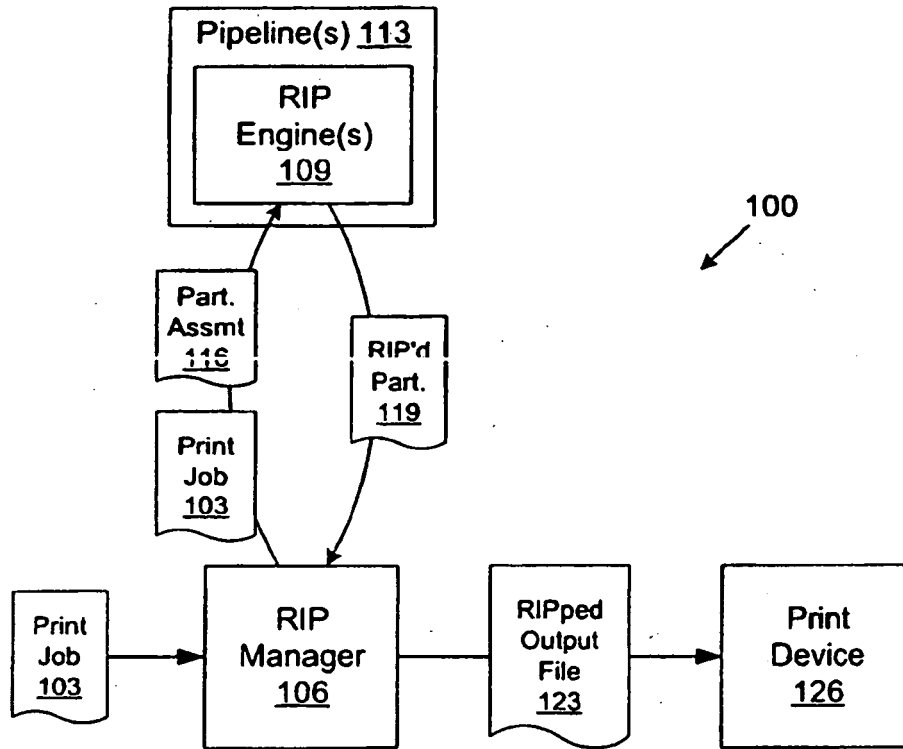 Pipeline(s) 113
RIP
Engine(s)
109
100
Part.
Assmt
116
RIP'd
Part.
119
Print
Job
103
Print
Job
103
RIP
Manager
106
RIPped
Output
File
123
Print
Device
126